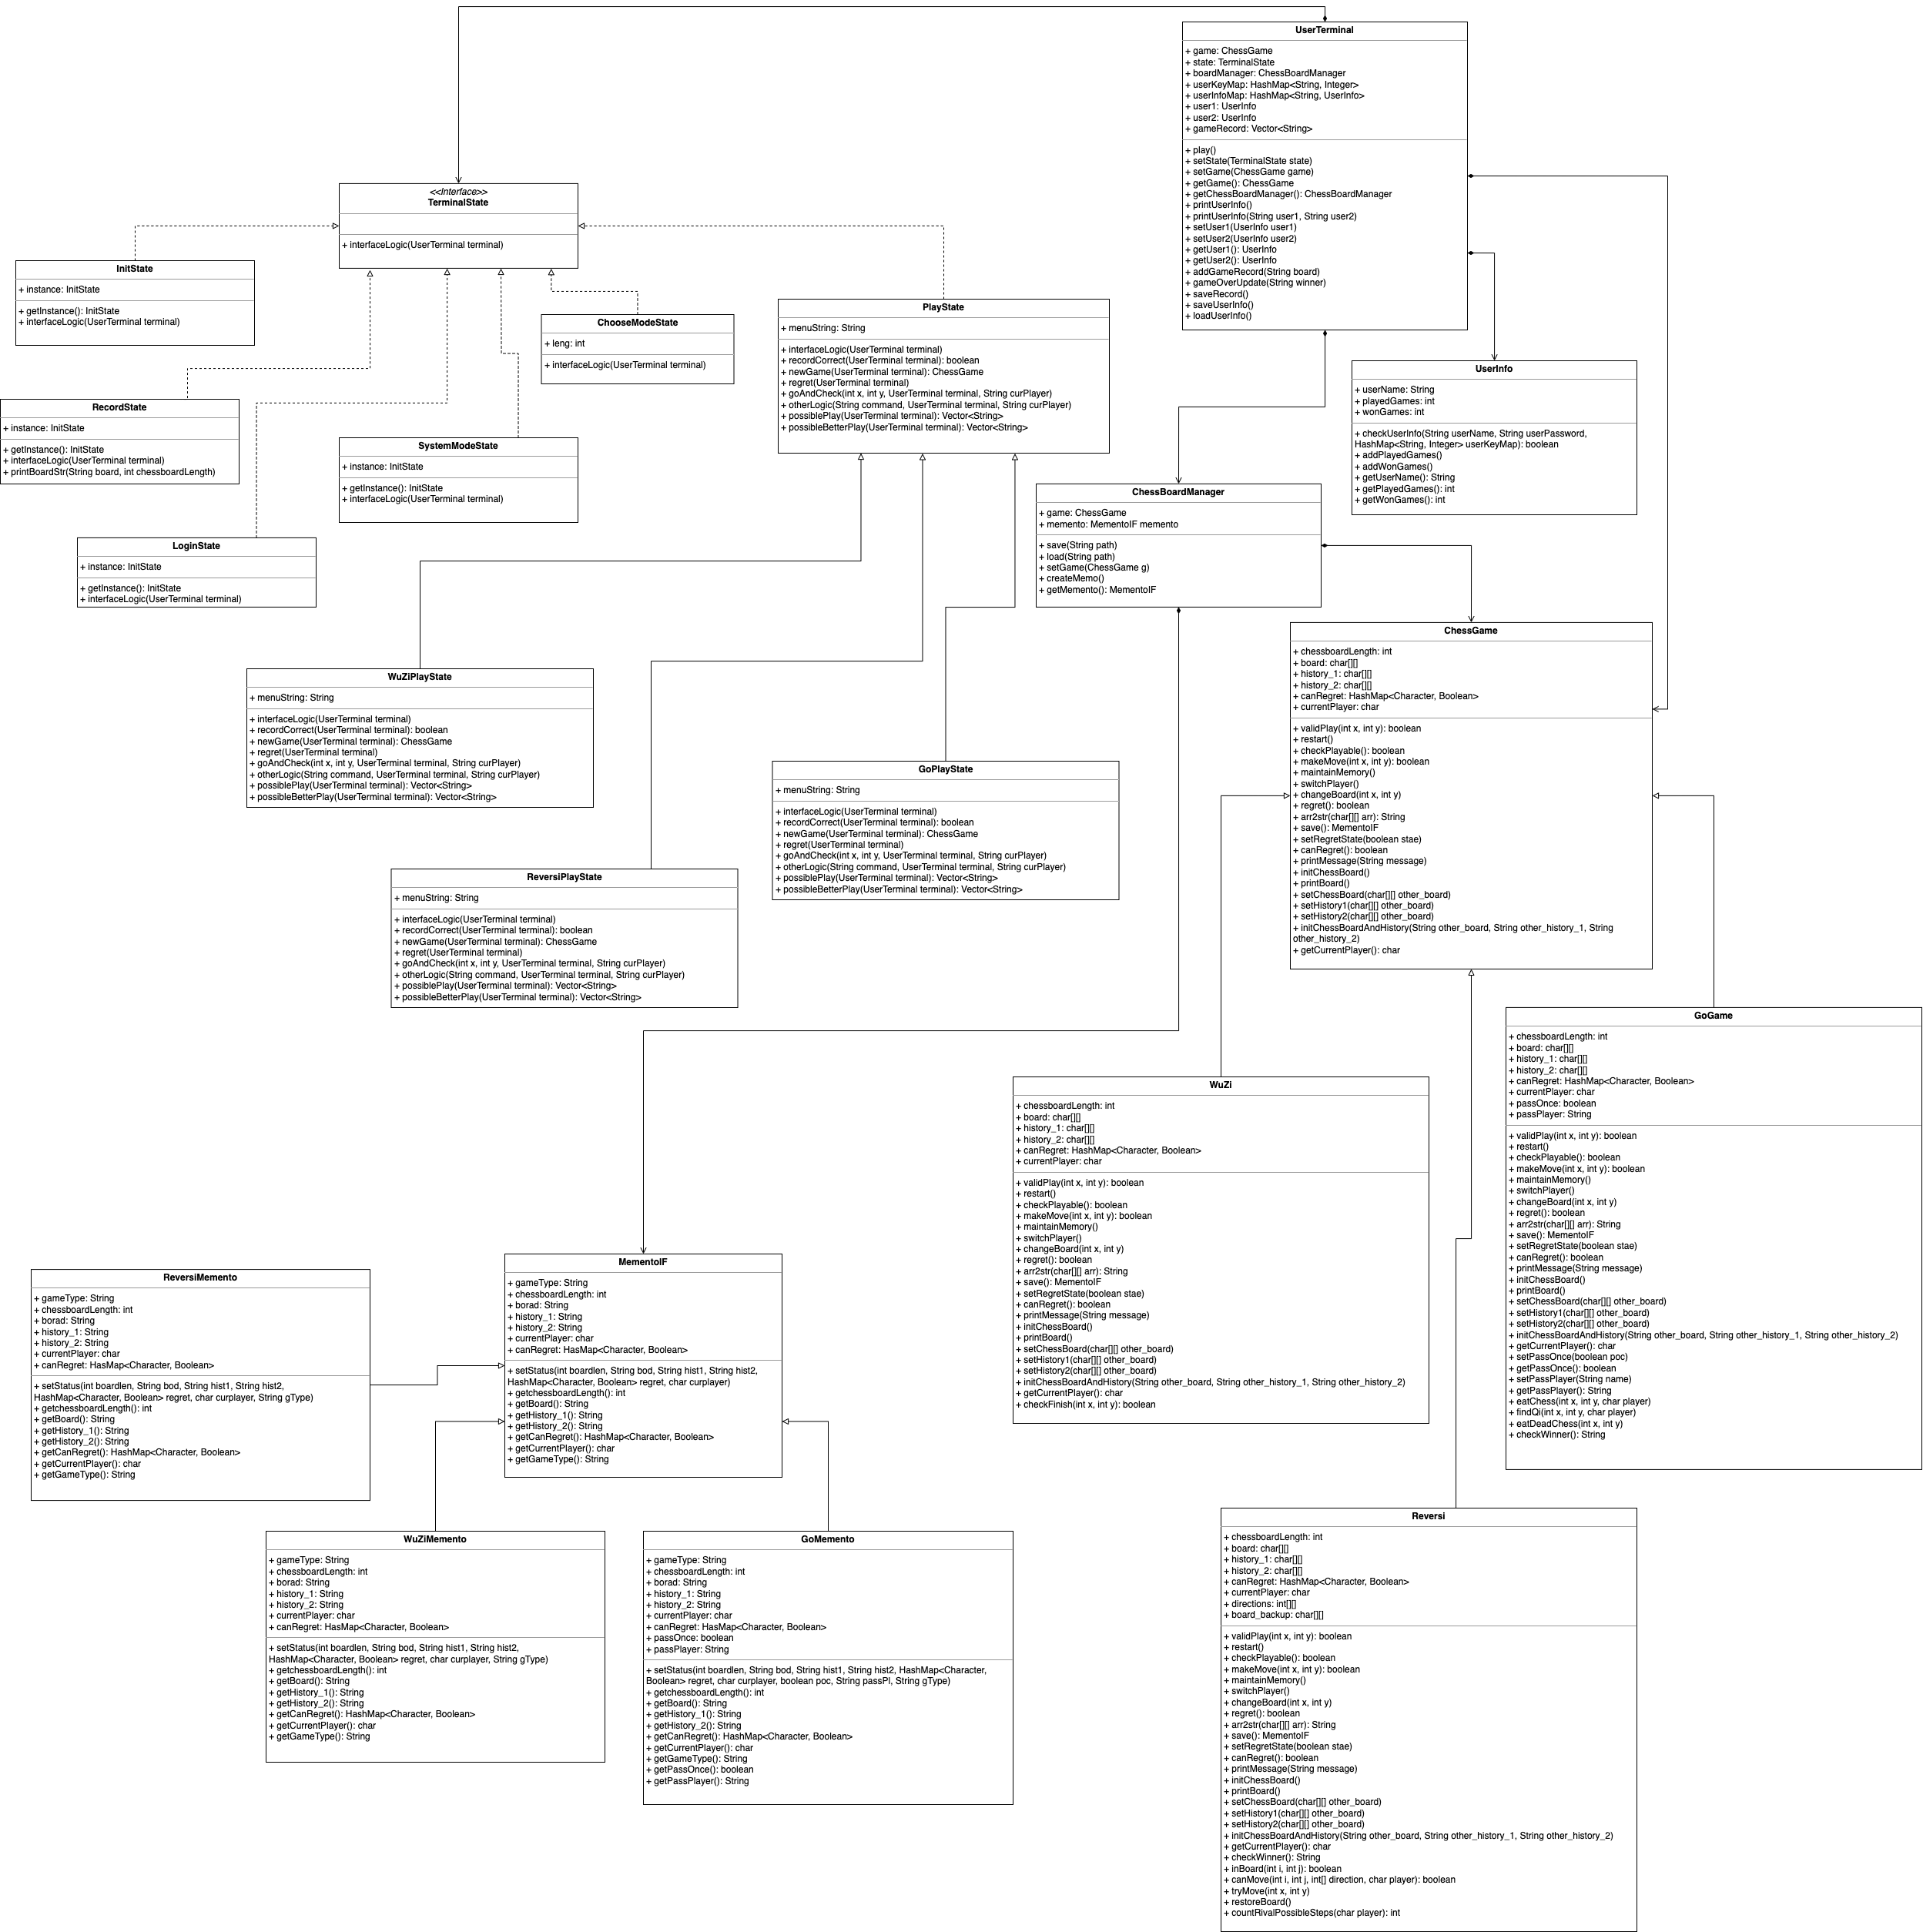 UserTerminal
+ game: ChessGame
+ state: TerminalState
+ boardManager: ChessBoardManager
+ userKeyMap: HashMap<String, Integer>
+ userInfoMap: HashMap<String, UserInfo>
+ user1: UserInfo
+ user2: UserInfo
+ gameRecord: Vector<String>
+ play()
+ setState(TerminalState state)
+ setGame(ChessGame game)
+ getGame(): ChessGame
+ getChessBoardManager(): ChessBoardManager
+ printUserInfo()
+ printUserInfo(String user1, String user2)
+ setUser1(UserInfo user1)
+ setUser2(UserInfo user2)
+ getUser1(): UserInfo
+ getUser2(): UserInfo
+ addGameRecord(String board)
+ gameOverUpdate(String winner)
+ saveRecord()
+ saveUserInfo()
+ loadUserInfo()
<<Interface>>
TerminalState
+ interfaceLogic(UserTerminal terminal)
InitState
+ instance: InitState
+ getInstance(): InitState
+ interfaceLogic(UserTerminal terminal)
ChooseModeState
+ leng: int
+ interfaceLogic(UserTerminal terminal)
PlayState
+ menuString: String
+ interfaceLogic(UserTerminal terminal)
+ recordCorrect(UserTerminal terminal): boolean
+ newGame(UserTerminal terminal): ChessGame
+ regret(UserTerminal terminal)
+ goAndCheck(int x, int y, UserTerminal terminal, String curPlayer)
+ otherLogic(String command, UserTerminal terminal, String curPlayer)
+ possiblePlay(UserTerminal terminal): Vector<String>
+ possibleBetterPlay(UserTerminal terminal): Vector<String>
UserInfo
+ userName: String
+ playedGames: int
+ wonGames: int
+ checkUserInfo(String userName, String userPassword,
HashMap<String, Integer> userKeyMap): boolean
+ addPlayedGames()
+ addWonGames()
+ getUserName(): String
+ getPlayedGames(): int
+ getWonGames(): int
RecordState
+ instance: InitState
+ getInstance(): InitState
+ interfaceLogic(UserTerminal terminal)
+ printBoardStr(String board, int chessboardLength)
SystemModeState
+ instance: InitState
+ getInstance(): InitState
+ interfaceLogic(UserTerminal terminal)
ChessBoardManager
+ game: ChessGame
+ memento: MementoIF memento
+ save(String path)
+ load(String path)
+ setGame(ChessGame g)
+ createMemo()
+ getMemento(): MementoIF
LoginState
+ instance: InitState
+ getInstance(): InitState
+ interfaceLogic(UserTerminal terminal)
ChessGame
+ chessboardLength: int
+ board: char[][]
+ history_1: char[][]
+ history_2: char[][]
+ canRegret: HashMap<Character, Boolean>
+ currentPlayer: char
+ validPlay(int x, int y): boolean
+ restart()
+ checkPlayable(): boolean
+ makeMove(int x, int y): boolean
+ maintainMemory()
+ switchPlayer()
+ changeBoard(int x, int y)
+ regret(): boolean
+ arr2str(char[][] arr): String
+ save(): MementoIF
+ setRegretState(boolean stae)
+ canRegret(): boolean
+ printMessage(String message)
+ initChessBoard()
+ printBoard()
+ setChessBoard(char[][] other_board)
+ setHistory1(char[][] other_board)
+ setHistory2(char[][] other_board)
+ initChessBoardAndHistory(String other_board, String other_history_1, String
other_history_2)
+ getCurrentPlayer(): char
WuZiPlayState
+ menuString: String
+ interfaceLogic(UserTerminal terminal)
+ recordCorrect(UserTerminal terminal): boolean
+ newGame(UserTerminal terminal): ChessGame
+ regret(UserTerminal terminal)
+ goAndCheck(int x, int y, UserTerminal terminal, String curPlayer)
+ otherLogic(String command, UserTerminal terminal, String curPlayer)
+ possiblePlay(UserTerminal terminal): Vector<String>
+ possibleBetterPlay(UserTerminal terminal): Vector<String>
GoPlayState
+ menuString: String
+ interfaceLogic(UserTerminal terminal)
+ recordCorrect(UserTerminal terminal): boolean
+ newGame(UserTerminal terminal): ChessGame
+ regret(UserTerminal terminal)
+ goAndCheck(int x, int y, UserTerminal terminal, String curPlayer)
+ otherLogic(String command, UserTerminal terminal, String curPlayer)
+ possiblePlay(UserTerminal terminal): Vector<String>
+ possibleBetterPlay(UserTerminal terminal): Vector<String>
ReversiPlayState
+ menuString: String
+ interfaceLogic(UserTerminal terminal)
+ recordCorrect(UserTerminal terminal): boolean
+ newGame(UserTerminal terminal): ChessGame
+ regret(UserTerminal terminal)
+ goAndCheck(int x, int y, UserTerminal terminal, String curPlayer)
+ otherLogic(String command, UserTerminal terminal, String curPlayer)
+ possiblePlay(UserTerminal terminal): Vector<String>
+ possibleBetterPlay(UserTerminal terminal): Vector<String>
GoGame
+ chessboardLength: int
+ board: char[][]
+ history_1: char[][]
+ history_2: char[][]
+ canRegret: HashMap<Character, Boolean>
+ currentPlayer: char
+ passOnce: boolean
+ passPlayer: String
+ validPlay(int x, int y): boolean
+ restart()
+ checkPlayable(): boolean
+ makeMove(int x, int y): boolean
+ maintainMemory()
+ switchPlayer()
+ changeBoard(int x, int y)
+ regret(): boolean
+ arr2str(char[][] arr): String
+ save(): MementoIF
+ setRegretState(boolean stae)
+ canRegret(): boolean
+ printMessage(String message)
+ initChessBoard()
+ printBoard()
+ setChessBoard(char[][] other_board)
+ setHistory1(char[][] other_board)
+ setHistory2(char[][] other_board)
+ initChessBoardAndHistory(String other_board, String other_history_1, String other_history_2)
+ getCurrentPlayer(): char
+ setPassOnce(boolean poc)
+ getPassOnce(): boolean
+ setPassPlayer(String name)
+ getPassPlayer(): String
+ eatChess(int x, int y, char player)
+ findQi(int x, int y, char player)
+ eatDeadChess(int x, int y)
+ checkWinner(): String
WuZi
+ chessboardLength: int
+ board: char[][]
+ history_1: char[][]
+ history_2: char[][]
+ canRegret: HashMap<Character, Boolean>
+ currentPlayer: char
+ validPlay(int x, int y): boolean
+ restart()
+ checkPlayable(): boolean
+ makeMove(int x, int y): boolean
+ maintainMemory()
+ switchPlayer()
+ changeBoard(int x, int y)
+ regret(): boolean
+ arr2str(char[][] arr): String
+ save(): MementoIF
+ setRegretState(boolean stae)
+ canRegret(): boolean
+ printMessage(String message)
+ initChessBoard()
+ printBoard()
+ setChessBoard(char[][] other_board)
+ setHistory1(char[][] other_board)
+ setHistory2(char[][] other_board)
+ initChessBoardAndHistory(String other_board, String other_history_1, String other_history_2)
+ getCurrentPlayer(): char
+ checkFinish(int x, int y): boolean
MementoIF
+ gameType: String
+ chessboardLength: int
+ borad: String
+ history_1: String
+ history_2: String
+ currentPlayer: char
+ canRegret: HasMap<Character, Boolean>
+ setStatus(int boardlen, String bod, String hist1, String hist2,
HashMap<Character, Boolean> regret, char curplayer)
+ getchessboardLength(): int
+ getBoard(): String
+ getHistory_1(): String
+ getHistory_2(): String
+ getCanRegret(): HashMap<Character, Boolean>
+ getCurrentPlayer(): char
+ getGameType(): String
ReversiMemento
+ gameType: String
+ chessboardLength: int
+ borad: String
+ history_1: String
+ history_2: String
+ currentPlayer: char
+ canRegret: HasMap<Character, Boolean>
+ setStatus(int boardlen, String bod, String hist1, String hist2,
HashMap<Character, Boolean> regret, char curplayer, String gType)
+ getchessboardLength(): int
+ getBoard(): String
+ getHistory_1(): String
+ getHistory_2(): String
+ getCanRegret(): HashMap<Character, Boolean>
+ getCurrentPlayer(): char
+ getGameType(): String
WuZiMemento
+ gameType: String
+ chessboardLength: int
+ borad: String
+ history_1: String
+ history_2: String
+ currentPlayer: char
+ canRegret: HasMap<Character, Boolean>
+ setStatus(int boardlen, String bod, String hist1, String hist2,
HashMap<Character, Boolean> regret, char curplayer, String gType)
+ getchessboardLength(): int
+ getBoard(): String
+ getHistory_1(): String
+ getHistory_2(): String
+ getCanRegret(): HashMap<Character, Boolean>
+ getCurrentPlayer(): char
+ getGameType(): String
GoMemento
+ gameType: String
+ chessboardLength: int
+ borad: String
+ history_1: String
+ history_2: String
+ currentPlayer: char
+ canRegret: HasMap<Character, Boolean>
+ passOnce: boolean
+ passPlayer: String
+ setStatus(int boardlen, String bod, String hist1, String hist2, HashMap<Character,
Boolean> regret, char curplayer, boolean poc, String passPl, String gType)
+ getchessboardLength(): int
+ getBoard(): String
+ getHistory_1(): String
+ getHistory_2(): String
+ getCanRegret(): HashMap<Character, Boolean>
+ getCurrentPlayer(): char
+ getGameType(): String
+ getPassOnce(): boolean
+ getPassPlayer(): String
Reversi
+ chessboardLength: int
+ board: char[][]
+ history_1: char[][]
+ history_2: char[][]
+ canRegret: HashMap<Character, Boolean>
+ currentPlayer: char
+ directions: int[][]
+ board_backup: char[][]
+ validPlay(int x, int y): boolean
+ restart()
+ checkPlayable(): boolean
+ makeMove(int x, int y): boolean
+ maintainMemory()
+ switchPlayer()
+ changeBoard(int x, int y)
+ regret(): boolean
+ arr2str(char[][] arr): String
+ save(): MementoIF
+ setRegretState(boolean stae)
+ canRegret(): boolean
+ printMessage(String message)
+ initChessBoard()
+ printBoard()
+ setChessBoard(char[][] other_board)
+ setHistory1(char[][] other_board)
+ setHistory2(char[][] other_board)
+ initChessBoardAndHistory(String other_board, String other_history_1, String other_history_2)
+ getCurrentPlayer(): char
+ checkWinner(): String
+ inBoard(int i, int j): boolean
+ canMove(int i, int j, int[] direction, char player): boolean
+ tryMove(int x, int y)
+ restoreBoard()
+ countRivalPossibleSteps(char player): int